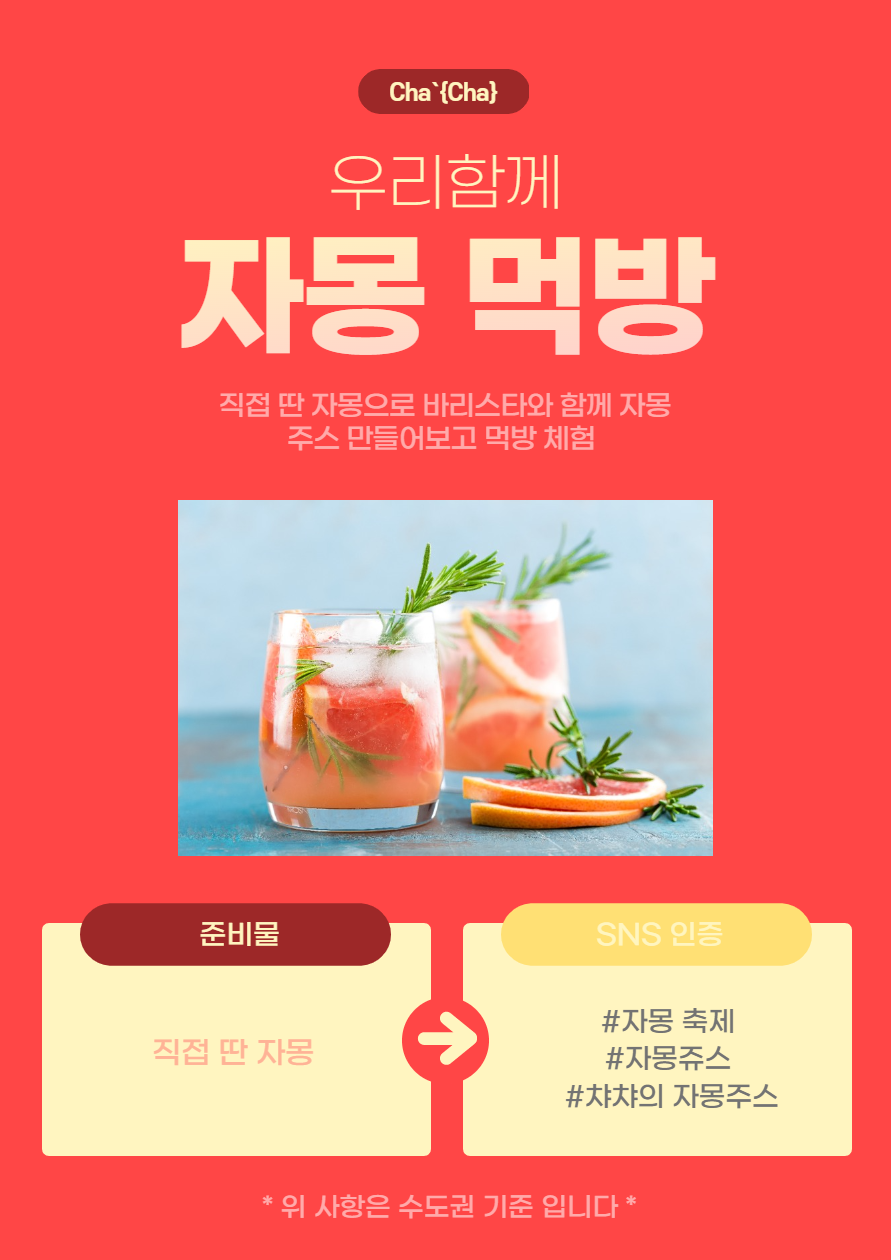 Cha`{Cha}
우리함께
자몽 먹방
직접 딴 자몽으로 바리스타와 함께 자몽
주스 만들어보고 먹방 체험
준비물
직접 딴 자몽
SNS 인증
#자몽 축제
#자몽쥬스
#챠챠의 자몽주스
* 위 사항은 수도권 기준 입니다 *